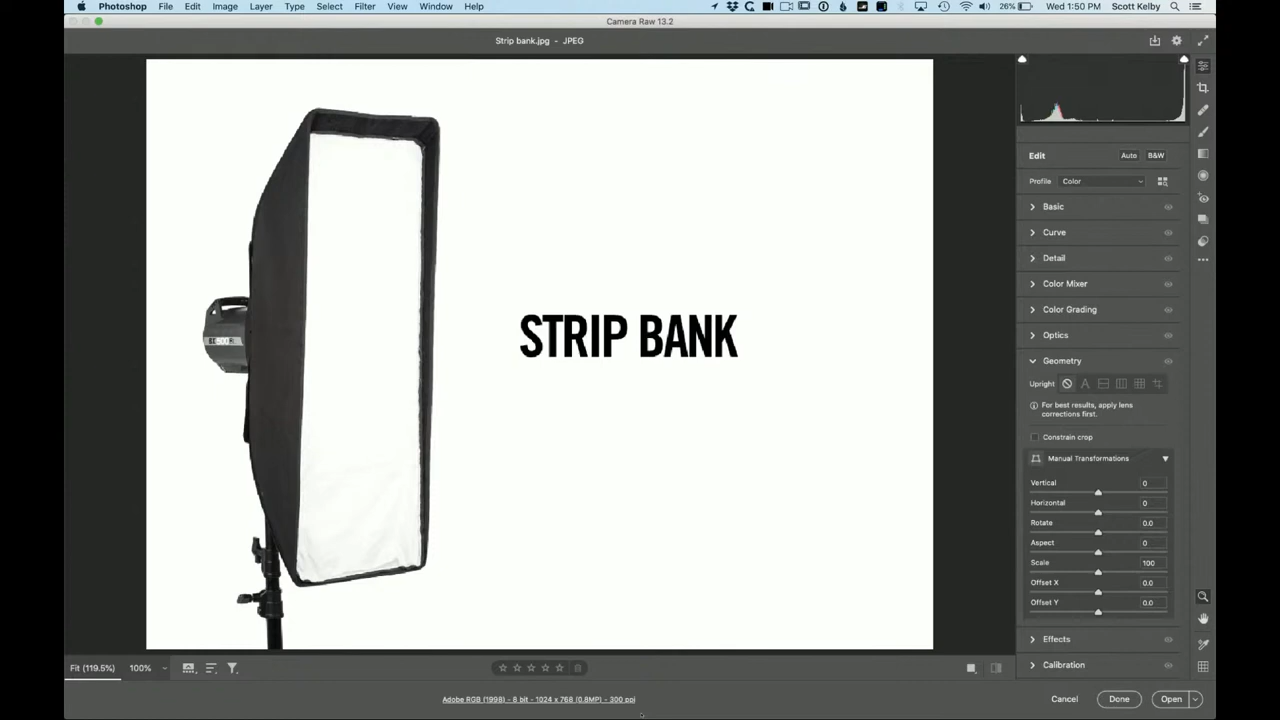 Photoshop File Edit Image Layer Type Select Filter View Window Help 26% Wed 1:50 PM Scott Kelby
Camera Raw 13.2
Strip bank.jpg - JPEG
Edit Auto B&W
Profile Color
Basic
Curve
Detail
Color Mixer
Color Grading
Optics
Geometry
Upright A
For best results, apply lens
corrections first.
Constrain crop
Manual Transformations
Vertical 0
Horizontal 0
Rotate 0.0
Aspect 0
Scale 100
Offset X 0.0
Offset Y 0.0
Effects
Calibration
STRIP BANK
Fit (119.5%) 100%
Adobe RGB (1998) - 8 bit - 1024 x 768 (0.8MP) - 300 ppi
Cancel Done Open